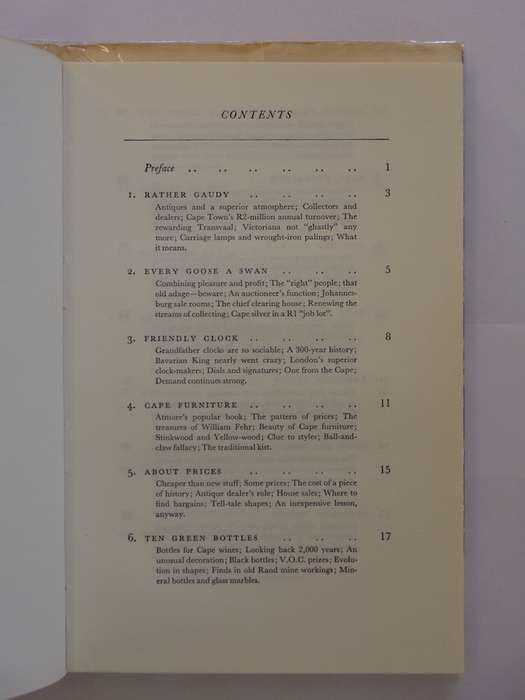 CONTENTS
Preface .. .. .. .. .. .. 1
1. RATHER GAUDY .. .. .. .. 3
Antiques and a superior atmosphere; Collectors and
dealers; Cape Town's R2-million annual turnover; The
rewarding Transvaal; Victoriana not "ghastly" any
more; Carriage lamps and wrought-iron palings; What
it means.
2. EVERY GOOSE A SWAN .. .. .. 5
Combining pleasure and profit; The "right" people; that
old adage—beware; An auctioneer's function; Johannes-
burg sale rooms; The chief clearing house; Renewing the
streams of collecting; Cape silver in a R1 "job lot".
3. FRIENDLY CLOCK .. .. .. .. 8
Grandfather clocks are so sociable; A 300-year history;
Bavarian King nearly went crazy; London's superior
clock-makers; Dials and signatures; One from the Cape;
Demand continues strong.
4. CAPE FURNITURE .. .. .. .. 11
Atmore's popular book; The pattern of prices; The
treasures of William Fehr; Beauty of Cape furniture;
Stinkwood and Yellow-wood; Clue to styles; Ball-and-
claw fallacy; The traditional kist.
5. ABOUT PRICES .. .. .. .. 15
Cheaper than new stuff; Some prices; The cost of a piece
of history; Antique dealer's role; House sales; Where to
find bargains; Tell-tale shapes; An inexpensive lesson,
anyway.
6. TEN GREEN BOTTLES .. .. .. 17
Bottles for Cape wines; Looking back 2,000 years; An
unusual decoration; Black bottles; V.O.C. prizes; Evolu-
tion in shapes; Finds in old Rand mine workings; Min-
eral bottles and glass marbles.